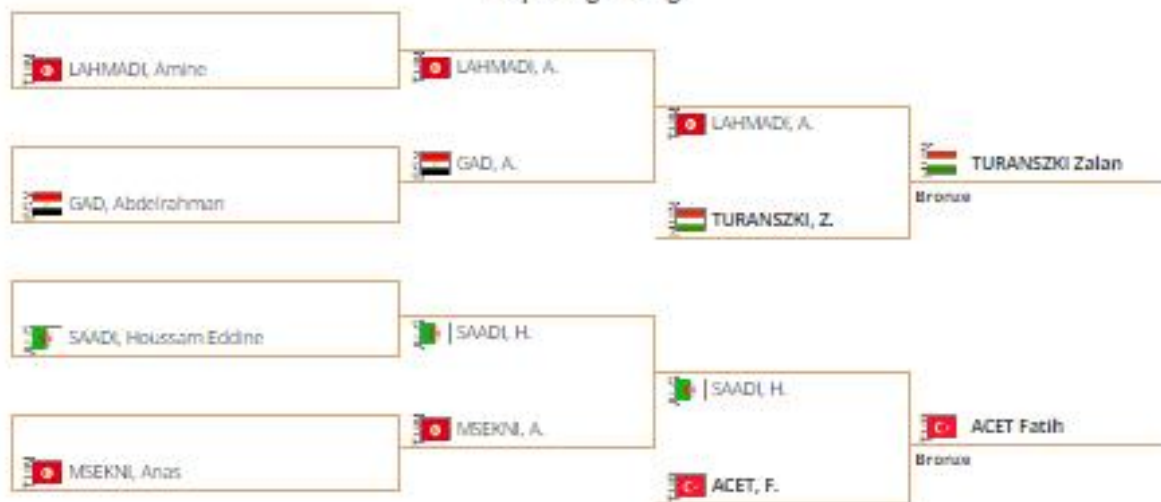 LAHMADI, Amine
LAHMADI, A.
LAHMADI, A.
GAD, A.
TURANSZKI Zalan
Bronze
GAD, Abdelrahman
TURANSZKI, Z.
SAADI, Houssam Eddine
SAADI, H.
SAADI, H.
MSEKNI, A.
ACET Fatih
Bronze
MSEKNI, Anas
ACET, F.